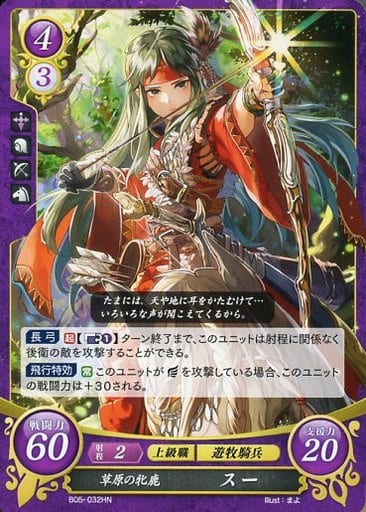 4
3
たまには、天や地に耳をかたむけて…
いろいろな声が聞こえてくるから。
長弓 起 【❶】ターン終了まで、このユニットは射程に関係なく
後衛の敵を攻撃することができる。
飛行特効 常 このユニットが を攻撃している場合、このユニット
の戦闘力は+30される。
戦闘力
60
射程 2 上級職 遊牧騎兵
支援力
20
草原の牝鹿 スー
B05-032HN
Illust:まよ